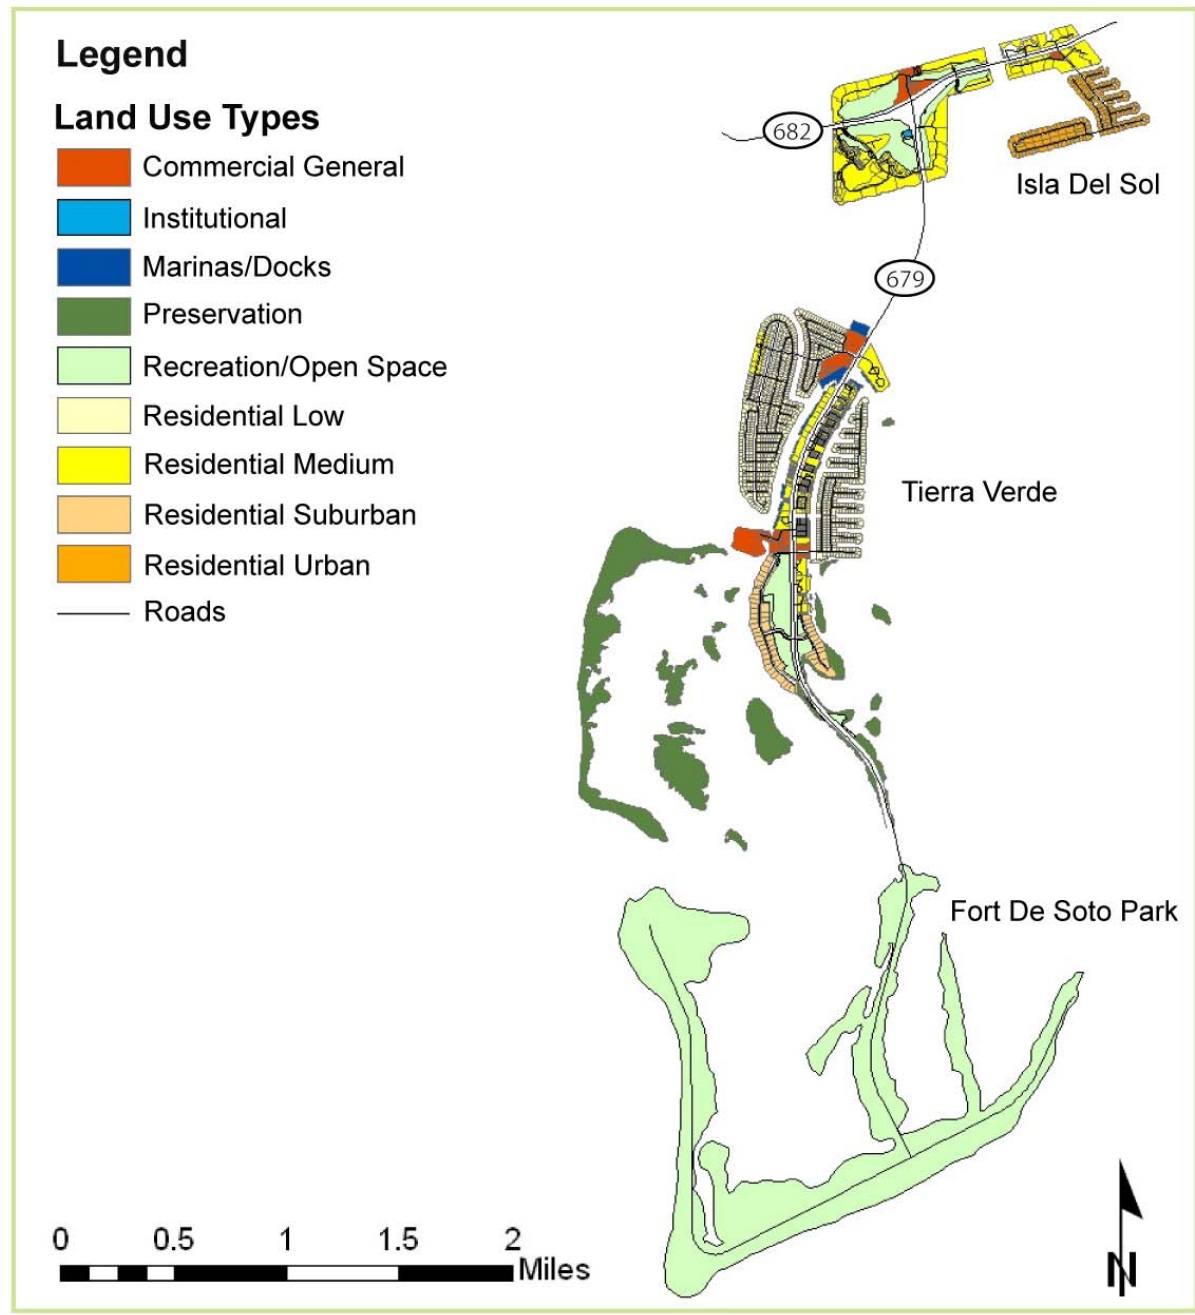 Legend
Land Use Types
Commercial General
Institutional
Marinas/Docks
Preservation
Recreation/Open Space
Residential Low
Residential Medium
Residential Suburban
Residential Urban
Roads
682
Isla Del Sol
679
Tierra Verde
Fort De Soto Park
0 0.5 1 1.5 2
Miles
N